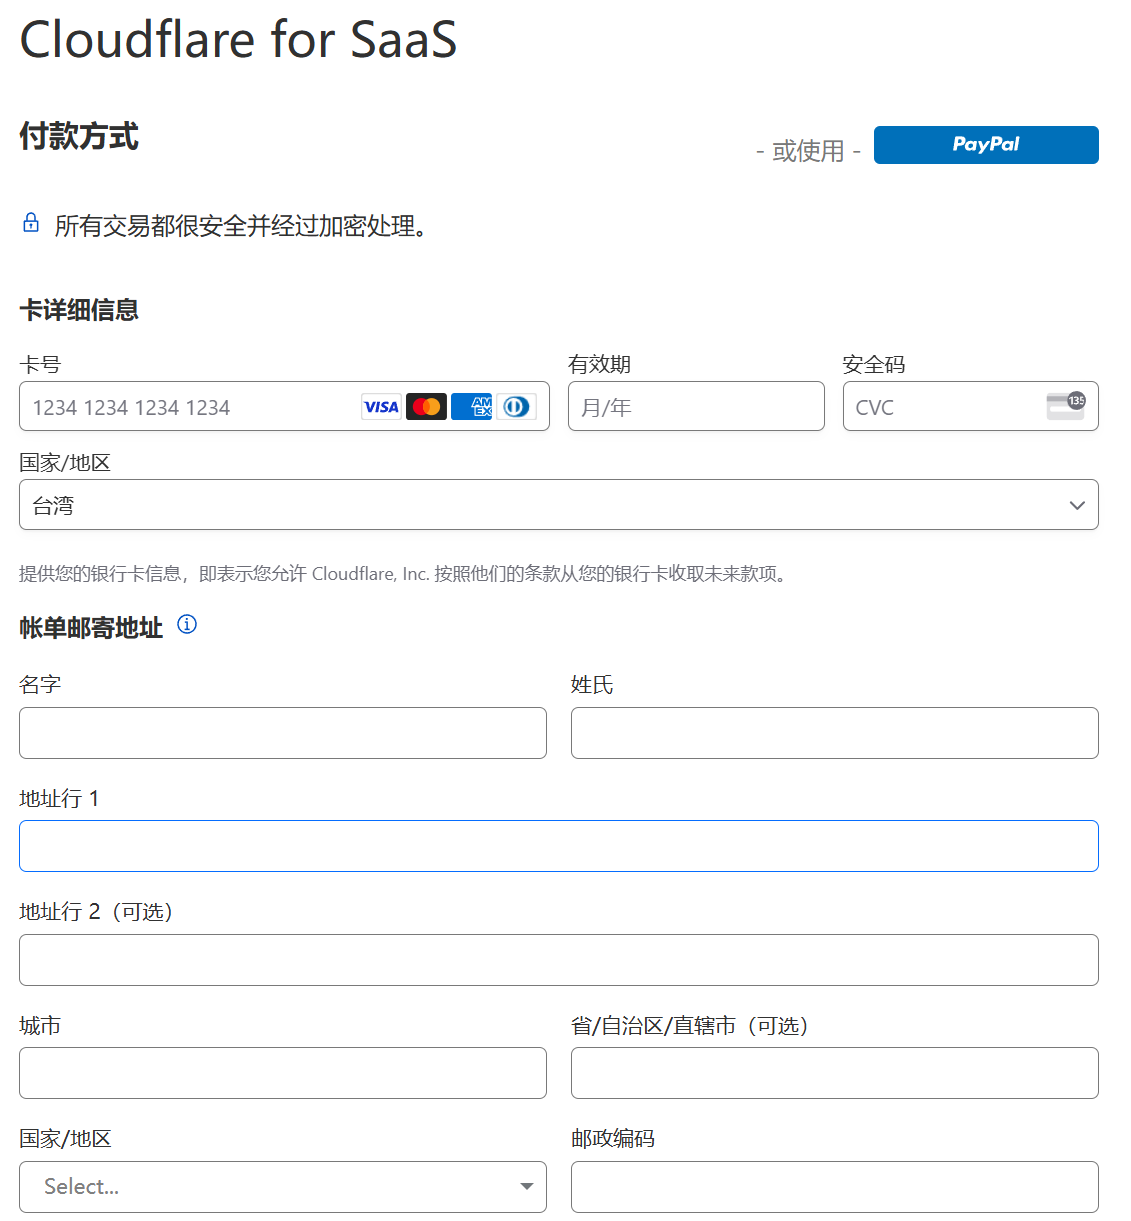 Cloudflare for SaaS
付款方式
- 或使用 - PayPal
所有交易都很安全并经过加密处理。
卡详细信息
卡号 有效期 安全码
1234 1234 1234 1234 VISA AMEX 月/年 CVC 135
国家/地区
台湾
提供您的银行卡信息，即表示您允许 Cloudflare, Inc. 按照他们的条款从您的银行卡收取未来款项。
帐单邮寄地址
名字 姓氏
地址行 1
地址行 2（可选）
城市 省/自治区/直辖市（可选）
国家/地区 邮政编码
Select...